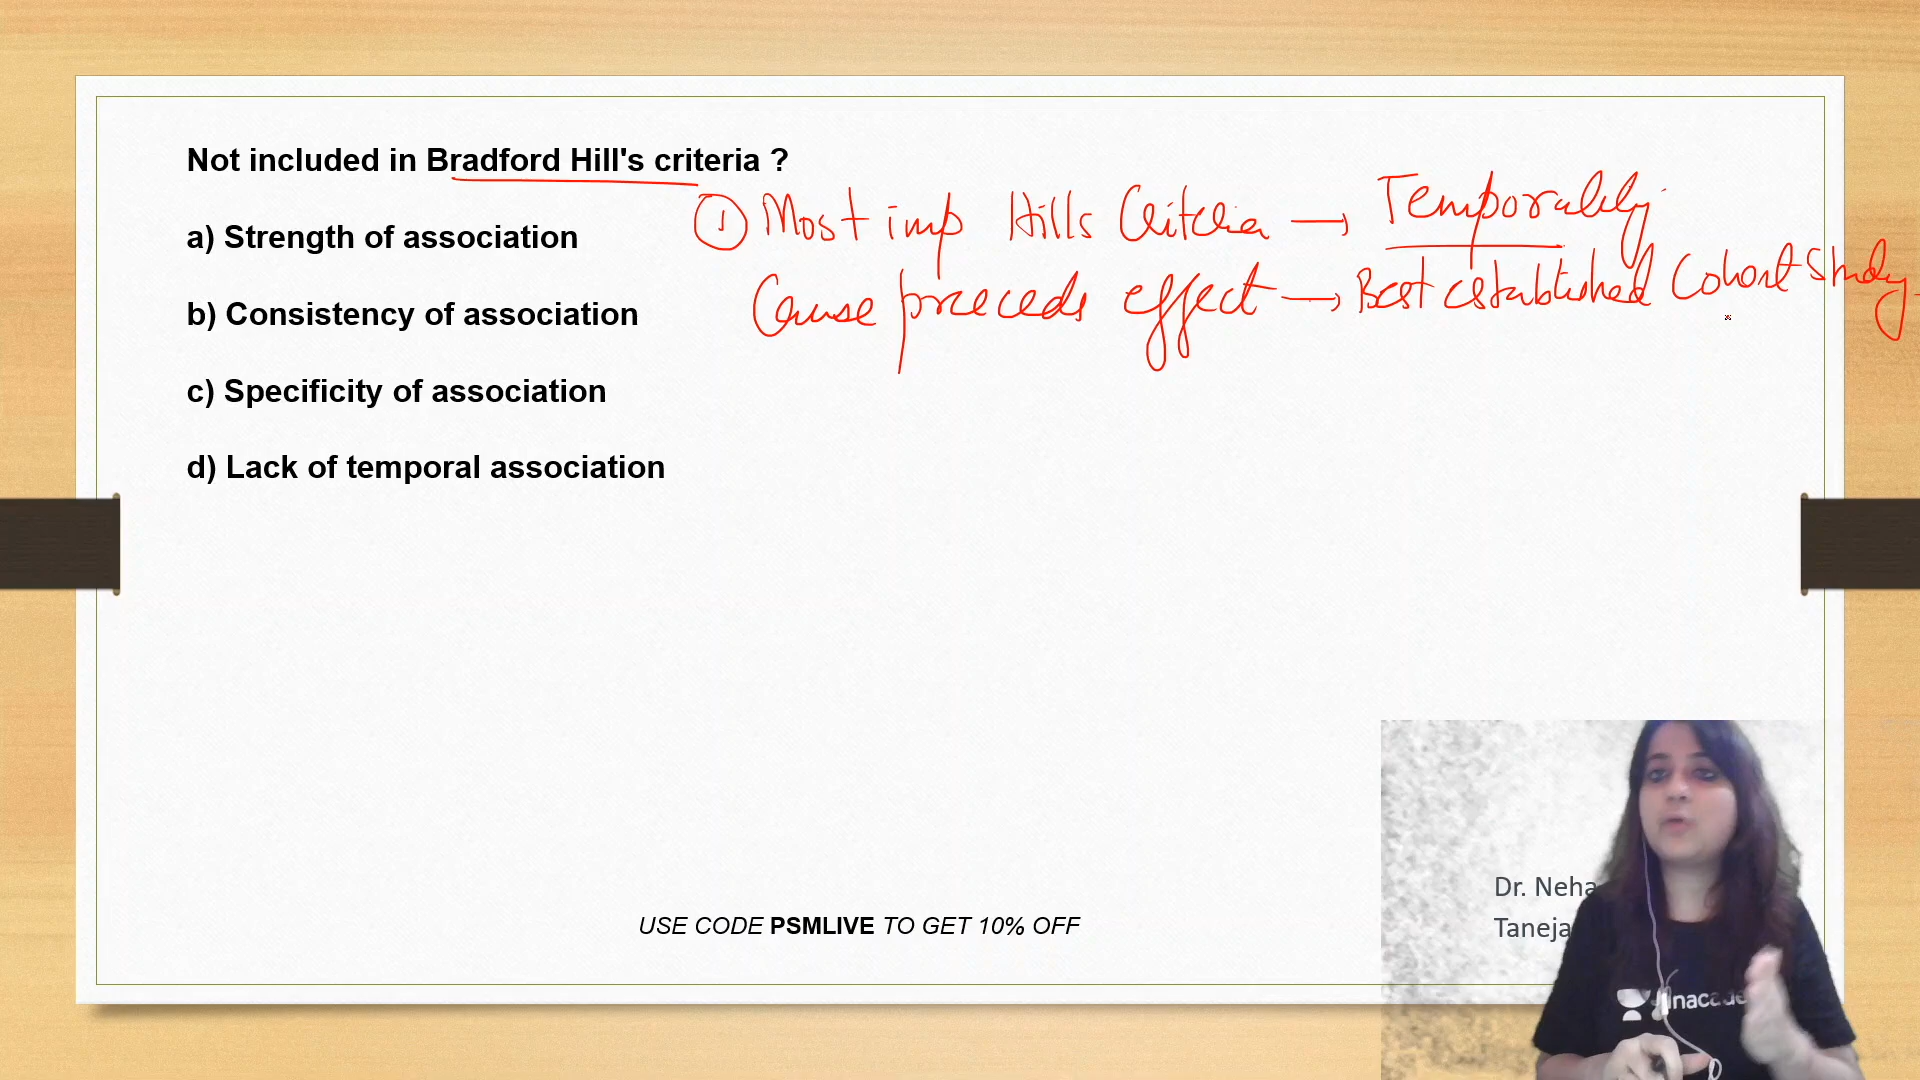 Not included in Bradford Hill's criteria ?
① Most imp Hills Criteria → Temporality
a) Strength of association
Cause preceeds effect → Best established Cohort Study
b) Consistency of association
c) Specificity of association
d) Lack of temporal association
Dr. Neha
Taneja
USE CODE PSMLIVE TO GET 10% OFF